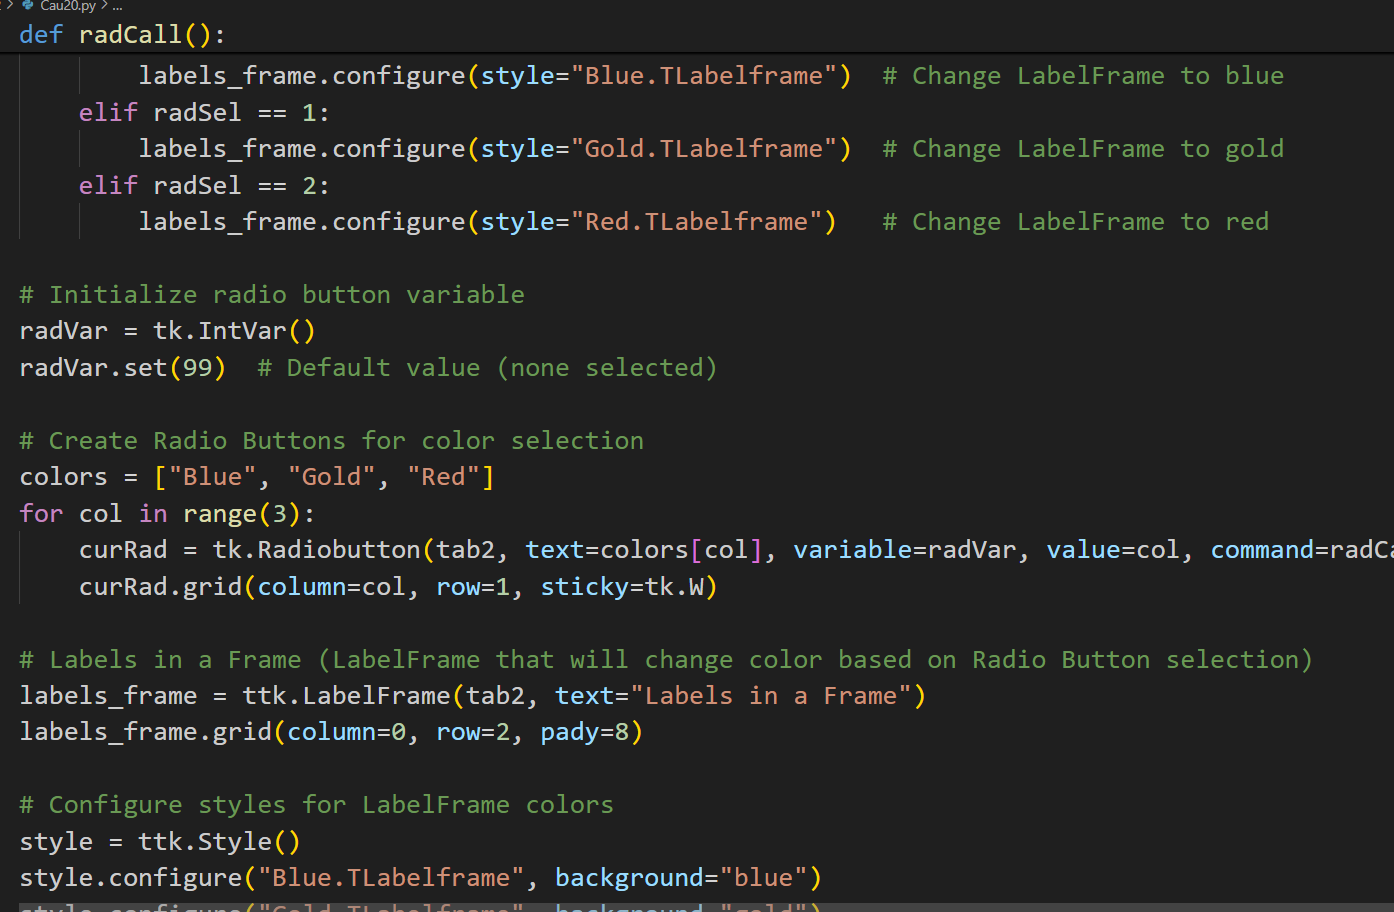 Cau20.py > ...
def radCall():
labels_frame.configure(style="Blue.TLabelframe")  # Change LabelFrame to blue
elif radSel == 1:
labels_frame.configure(style="Gold.TLabelframe")  # Change LabelFrame to gold
elif radSel == 2:
labels_frame.configure(style="Red.TLabelframe")   # Change LabelFrame to red
# Initialize radio button variable
radVar = tk.IntVar()
radVar.set(99)  # Default value (none selected)
# Create Radio Buttons for color selection
colors = ["Blue", "Gold", "Red"]
for col in range(3):
curRad = tk.Radiobutton(tab2, text=colors[col], variable=radVar, value=col, command=radCa
curRad.grid(column=col, row=1, sticky=tk.W)
# Labels in a Frame (LabelFrame that will change color based on Radio Button selection)
labels_frame = ttk.LabelFrame(tab2, text="Labels in a Frame")
labels_frame.grid(column=0, row=2, pady=8)
# Configure styles for LabelFrame colors
style = ttk.Style()
style.configure("Blue.TLabelframe", background="blue")
style.configure("Gold.TLabelframe", background="gold")